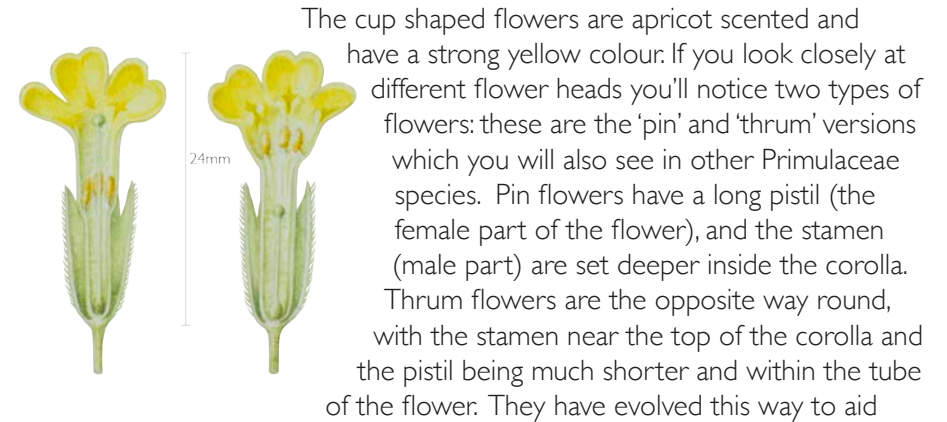 The cup shaped flowers are apricot scented and
have a strong yellow colour. If you look closely at
different flower heads you'll notice two types of
flowers: these are the 'pin' and 'thrum' versions
24mm
which you will also see in other Primulaceae
species.  Pin flowers have a long pistil (the
female part of the flower), and the stamen
(male part) are set deeper inside the corolla.
Thrum flowers are the opposite way round,
with the stamen near the top of the corolla and
the pistil being much shorter and within the tube
of the flower.  They have evolved this way to aid